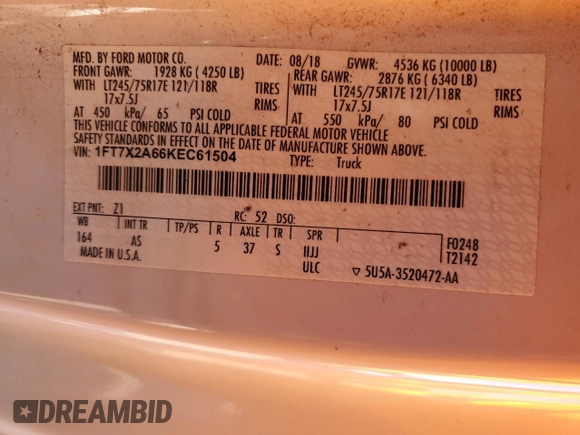 MFD. BY FORD MOTOR CO. DATE: 08/18 GVWR: 4536 KG (10000 LB)
FRONT GAWR: 1928 KG ( 4250 LB) REAR GAWR: 2876 KG ( 6340 LB)
WITH LT245/75R17E 121/118R TIRES WITH LT245/75R17E 121/118R TIRES
17x7.5J RIMS 17x7.5J RIMS
AT 450 kPa/ 65 PSI COLD AT 550 kPa/ 80 PSI COLD
THIS VEHICLE CONFORMS TO ALL APPLICABLE FEDERAL MOTOR VEHICLE
SAFETY STANDARDS IN EFFECT ON THE DATE OF MANUFACTURE SHOWN ABOVE.
VIN: 1FT7X2A66KEC61504 TYPE: Truck
EXT PNT: Z1 RC: 52 DSO:
WB INT TR TP/PS R AXLE TR SPR F0248
164 AS 5 37 S IIJJ T2142
MADE IN U.S.A. ULC ▽ 5U5A-3520472-AA
DREAMBID